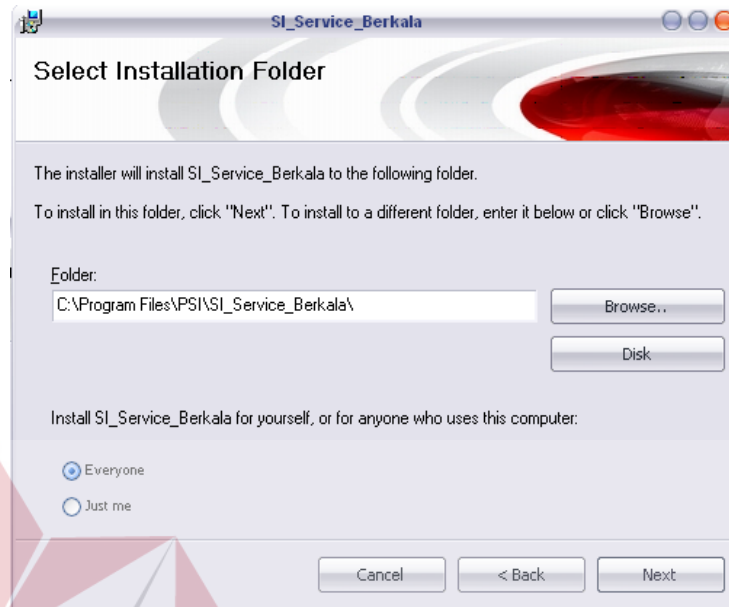 SI_Service_Berkala
Select Installation Folder
The installer will install SI_Service_Berkala to the following folder.
To install in this folder, click "Next". To install to a different folder, enter it below or click "Browse".
Folder:
C:\Program Files\PSI\SI_Service_Berkala\
Browse..
Disk
Install SI_Service_Berkala for yourself, or for anyone who uses this computer:
Everyone
Just me
Cancel < Back Next